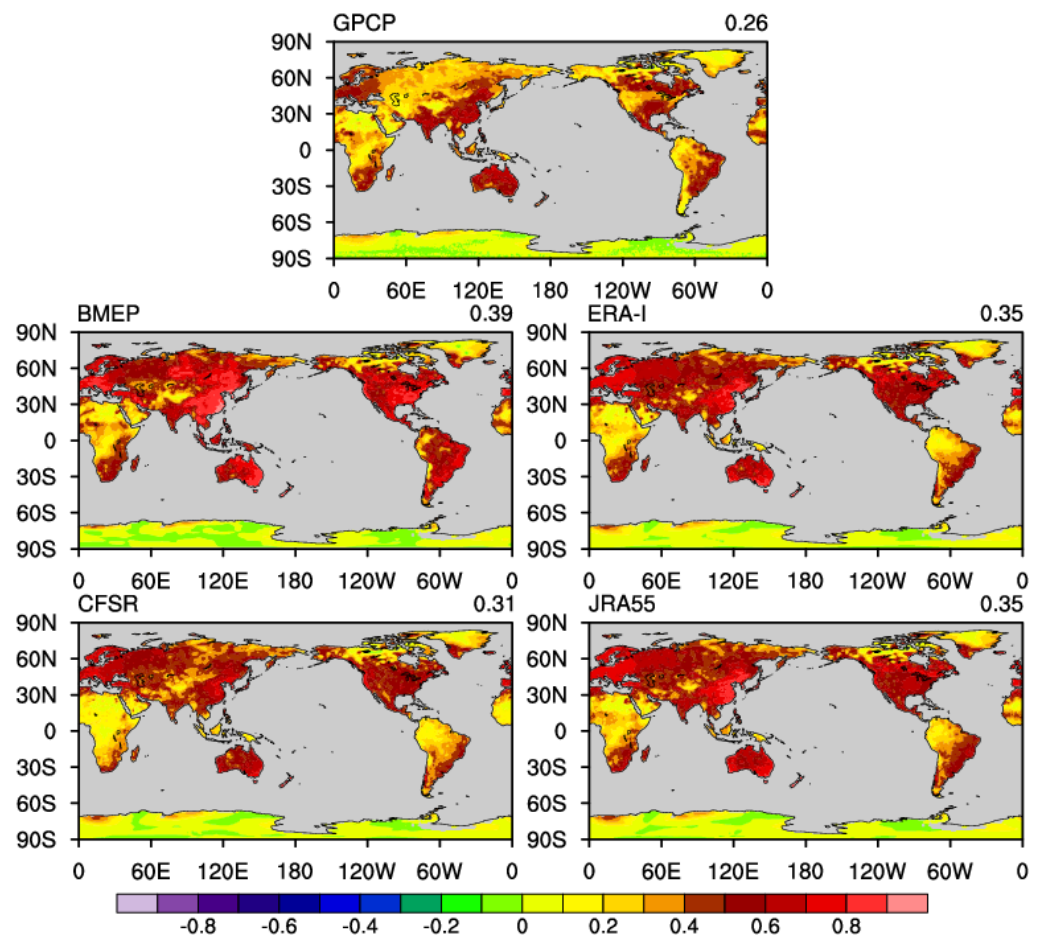 GPCP 0.26
90N
60N
30N
0
30S
60S
90S
0 60E 120E 180 120W 60W 0
BMEP 0.39
90N
60N
30N
0
30S
60S
90S
0 60E 120E 180 120W 60W 0
ERA-I 0.35
90N
60N
30N
0
30S
60S
90S
0 60E 120E 180 120W 60W 0
CFSR 0.31
90N
60N
30N
0
30S
60S
90S
0 60E 120E 180 120W 60W 0
JRA55 0.35
90N
60N
30N
0
30S
60S
90S
0 60E 120E 180 120W 60W 0
-0.8 -0.6 -0.4 -0.2 0 0.2 0.4 0.6 0.8